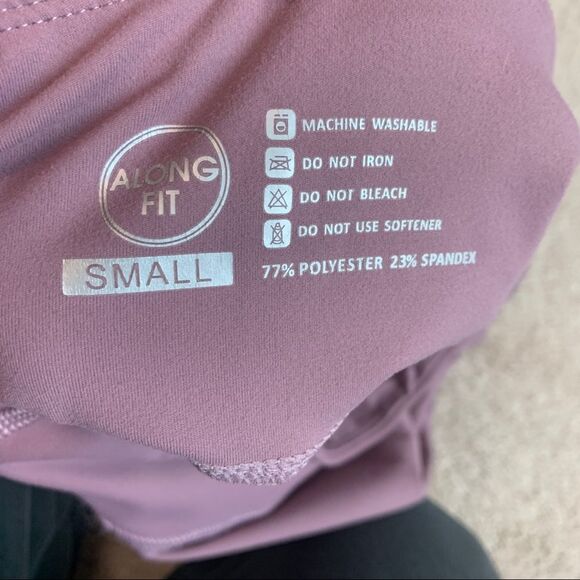 ALONG
FIT
SMALL
MACHINE WASHABLE
DO NOT IRON
DO NOT BLEACH
DO NOT USE SOFTENER
77% POLYESTER 23% SPANDEX